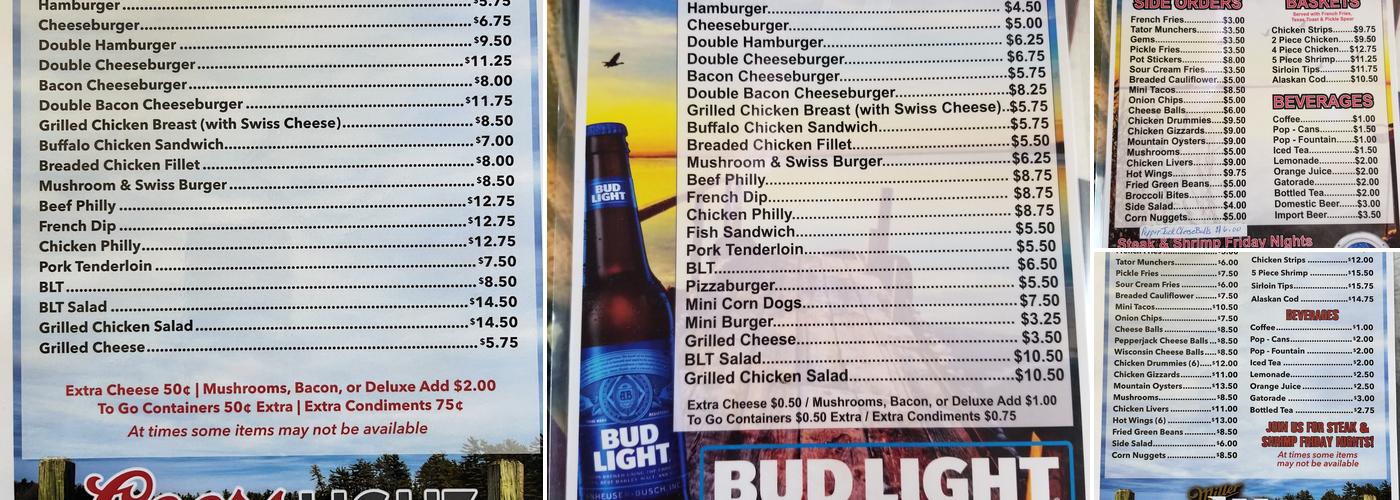 Hamburger $5.75
Cheeseburger $6.75
Double Hamburger $9.50
Double Cheeseburger $11.25
Bacon Cheeseburger $8.00
Double Bacon Cheeseburger $11.75
Grilled Chicken Breast (with Swiss Cheese) $8.50
Buffalo Chicken Sandwich $7.00
Breaded Chicken Fillet $8.00
Mushroom & Swiss Burger $8.50
Beef Philly $12.75
French Dip $12.75
Chicken Philly $12.75
Pork Tenderloin $7.50
BLT $8.50
BLT Salad $14.50
Grilled Chicken Salad $14.50
Grilled Cheese $5.75
Extra Cheese 50¢ | Mushrooms, Bacon, or Deluxe Add $2.00
To Go Containers 50¢ Extra | Extra Condiments 75¢
At times some items may not be available
Coors LIGHT
Hamburger $4.50
Cheeseburger $5.00
Double Hamburger $6.25
Double Cheeseburger $6.75
Bacon Cheeseburger $5.75
Double Bacon Cheeseburger $8.25
Grilled Chicken Breast (with Swiss Cheese) $5.75
Buffalo Chicken Sandwich $5.75
Breaded Chicken Fillet $5.50
Mushroom & Swiss Burger $6.25
Beef Philly $8.75
French Dip $8.75
Chicken Philly $8.75
Fish Sandwich $5.50
Pork Tenderloin $5.50
BLT $6.50
Pizzaburger $5.50
Mini Corn Dogs $7.50
Mini Burger $3.25
Grilled Cheese $3.50
BLT Salad $10.50
Grilled Chicken Salad $10.50
Extra Cheese $0.50 / Mushrooms, Bacon, or Deluxe Add $1.00
To Go Containers $0.50 Extra / Extra Condiments $0.75
BUD LIGHT
BUD
LIGHT
BUD
LIGHT
SIDE ORDERS
French Fries $3.00
Tator Munchers $3.50
Gems $3.50
Pickle Fries $3.50
Pot Stickers $8.00
Sour Cream Fries $3.50
Breaded Cauliflower $5.00
Mini Tacos $8.50
Onion Chips $5.00
Cheese Balls $6.00
Chicken Drummies $9.50
Chicken Gizzards $9.00
Mountain Oysters $9.00
Mushrooms $5.00
Chicken Livers $9.00
Hot Wings $9.75
Fried Green Beans $5.00
Broccoli Bites $5.00
Side Salad $4.00
Corn Nuggets $5.00
PepperJack CheeseBalls $6.00
Steak & Shrimp Friday Nights
BASKETS
Served with French Fries,
Texas Toast & Pickle Spear
Chicken Strips $9.75
2 Piece Chicken $9.50
4 Piece Chicken $12.75
5 Piece Shrimp $11.25
Sirloin Tips $11.75
Alaskan Cod $10.50
BEVERAGES
Coffee $1.00
Pop - Cans $1.50
Pop - Fountain $1.00
Iced Tea $1.50
Lemonade $2.00
Orange Juice $2.00
Gatorade $2.00
Bottled Tea $2.00
Domestic Beer $3.00
Import Beer $3.50
Tator Munchers $6.00
Pickle Fries $7.50
Sour Cream Fries $6.00
Breaded Cauliflower $7.50
Mini Tacos $10.50
Onion Chips $7.50
Cheese Balls $8.50
Pepperjack Cheese Balls $8.50
Wisconsin Cheese Balls $8.50
Chicken Drummies (6) $12.00
Chicken Gizzards $11.00
Mountain Oysters $13.50
Mushrooms $8.50
Chicken Livers $11.00
Hot Wings (6) $13.00
Fried Green Beans $8.50
Side Salad $6.00
Corn Nuggets $8.50
Chicken Strips $12.00
5 Piece Shrimp $15.50
Sirloin Tips $15.75
Alaskan Cod $14.75
BEVERAGES
Coffee $1.00
Pop - Cans $2.00
Pop - Fountain $2.00
Iced Tea $2.00
Lemonade $2.50
Orange Juice $2.50
Gatorade $3.00
Bottled Tea $2.75
JOIN US FOR STEAK &
SHRIMP FRIDAY NIGHTS!
At times some items
may not be available
Miller